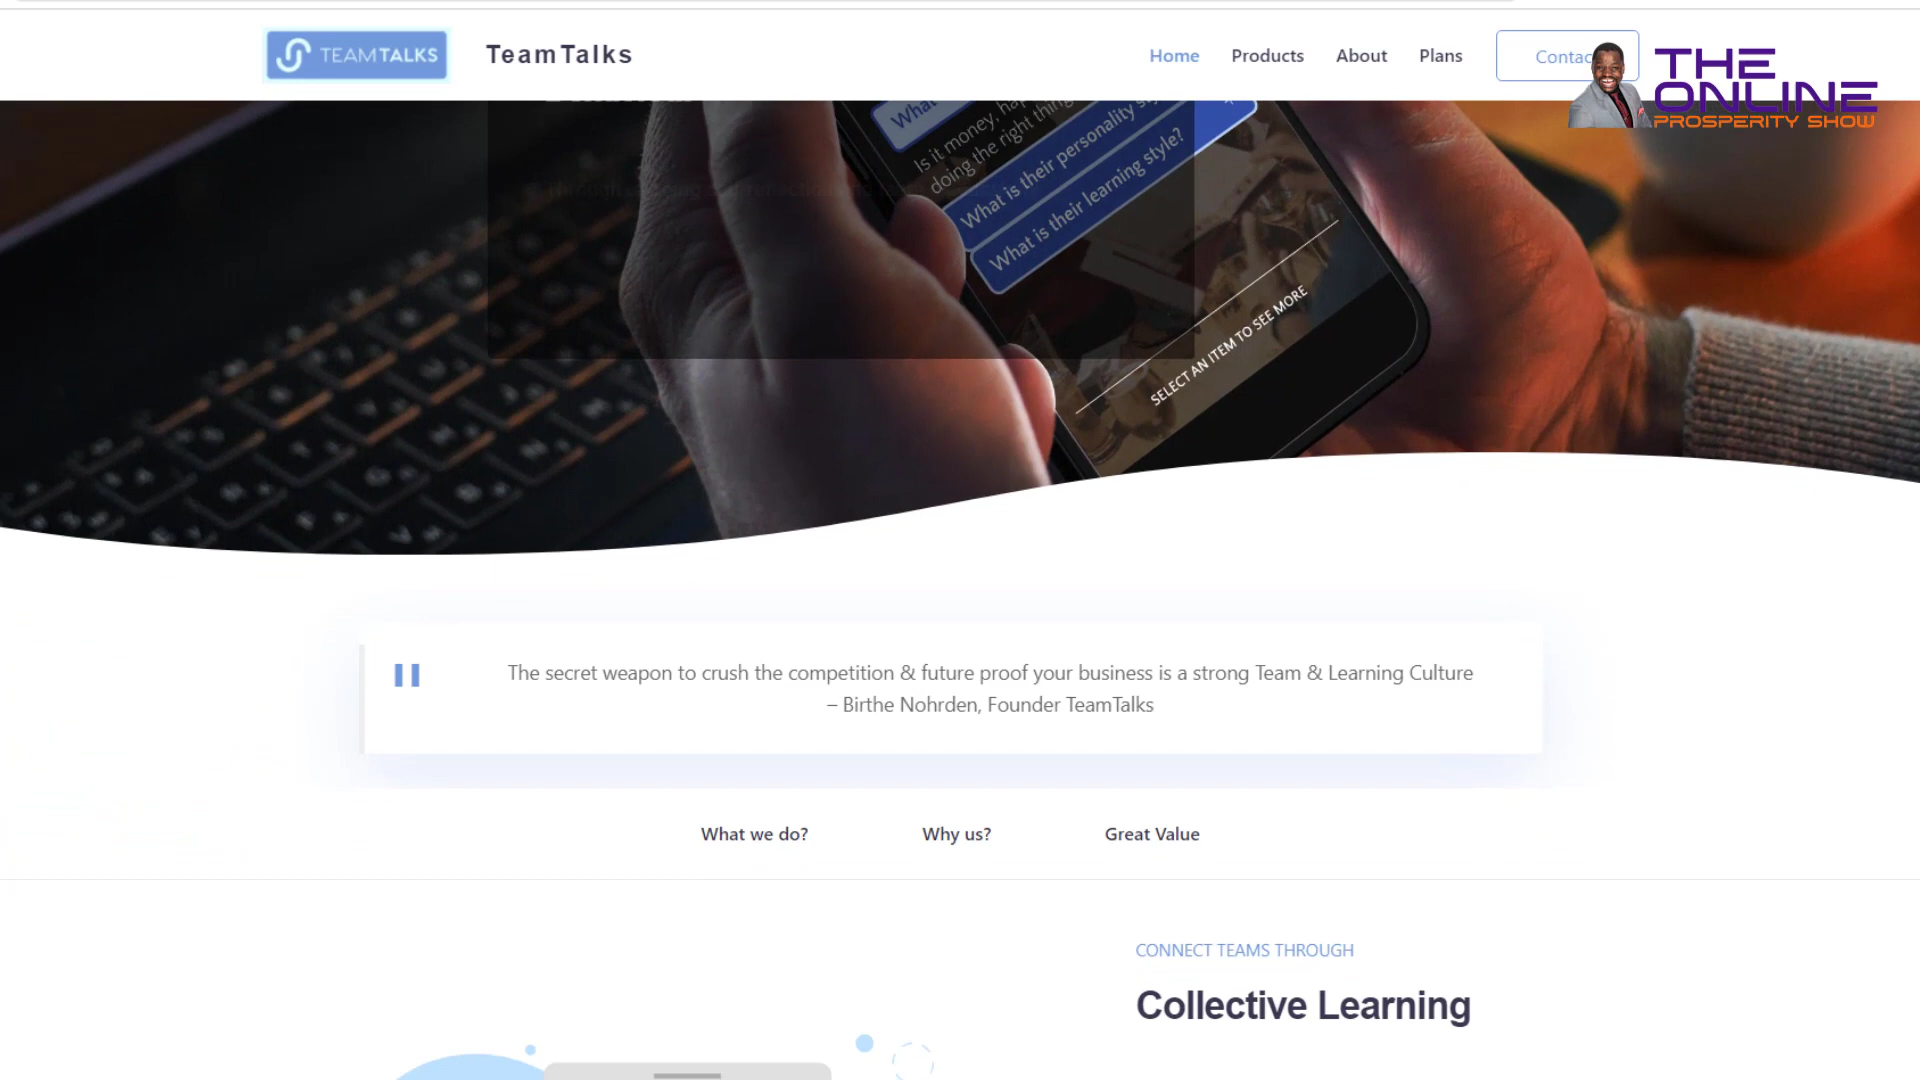 TEAMTALKS
TeamTalks
Home
Products
About
Plans
THE
ONLINE
PROSPERITY SHOW
What
Is it money,
doing the right thing
What is their personality
What is their learning style?
SELECT AN ITEM TO SEE MORE
The secret weapon to crush the competition & future proof your business is a strong Team & Learning Culture
– Birthe Nohrden, Founder TeamTalks
What we do?
Why us?
Great Value
CONNECT TEAMS THROUGH
Collective Learning